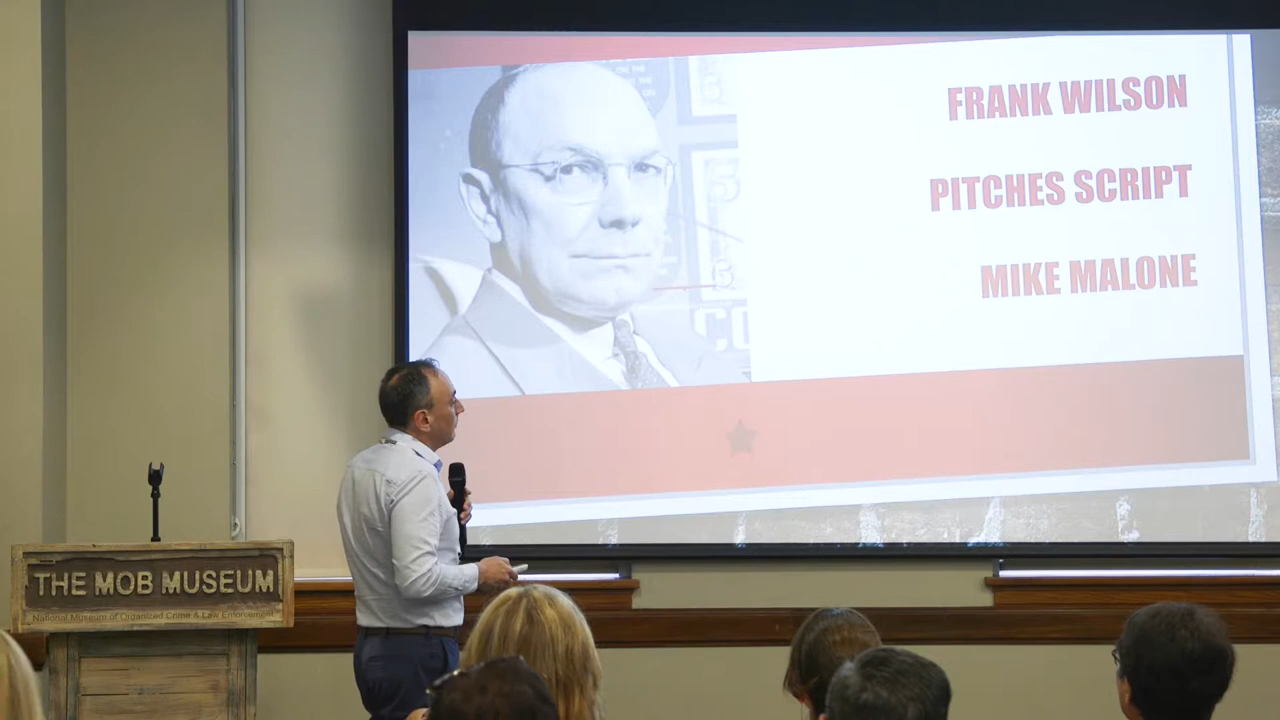 FRANK WILSON
PITCHES SCRIPT
MIKE MALONE
THE MOB MUSEUM
National Museum of Organized Crime & Law Enforcement